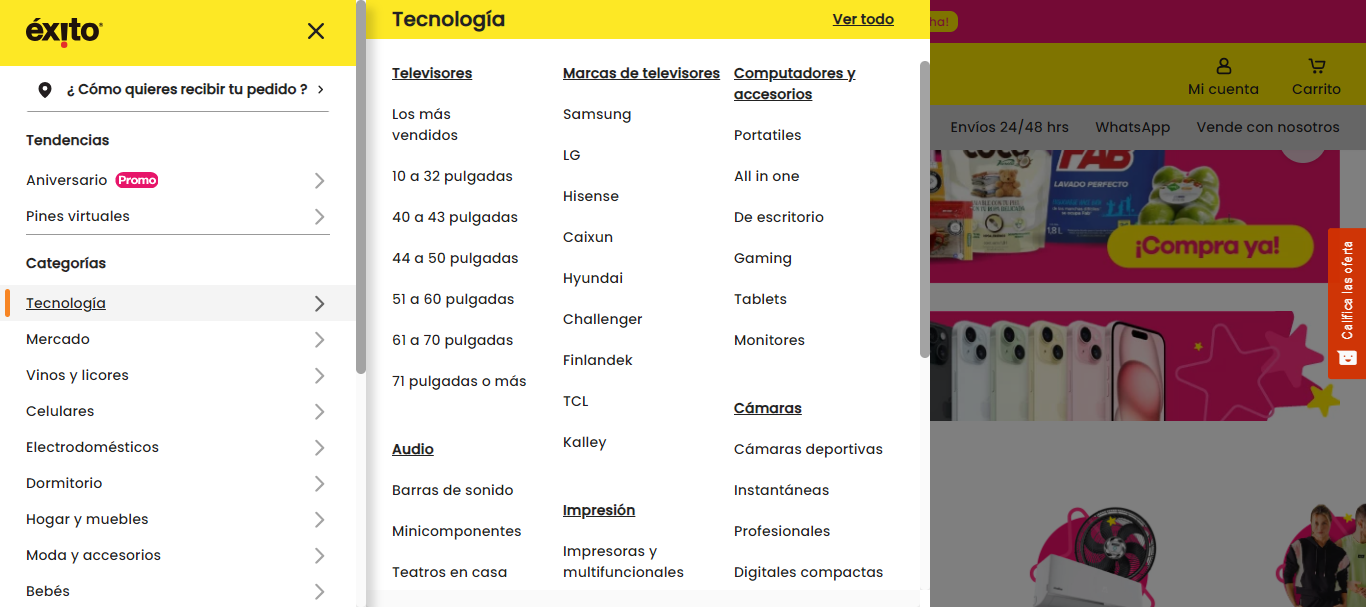 éxito
¿ Cómo quieres recibir tu pedido ?
Tendencias
Aniversario Promo
Pines virtuales
Categorías
Tecnología
Mercado
Vinos y licores
Celulares
Electrodomésticos
Dormitorio
Hogar y muebles
Moda y accesorios
Bebés
Tecnología
Ver todo
Televisores
Los más
vendidos
10 a 32 pulgadas
40 a 43 pulgadas
44 a 50 pulgadas
51 a 60 pulgadas
61 a 70 pulgadas
71 pulgadas o más
Audio
Barras de sonido
Minicomponentes
Teatros en casa
Marcas de televisores
Samsung
LG
Hisense
Caixun
Hyundai
Challenger
Finlandek
TCL
Kalley
Impresión
Impresoras y
multifuncionales
Computadores y
accesorios
Portatiles
All in one
De escritorio
Gaming
Tablets
Monitores
Cámaras
Cámaras deportivas
Instantáneas
Profesionales
Digitales compactas
Mi cuenta
Carrito
Envíos 24/48 hrs
WhatsApp
Vende con nosotros
FAB
LAVADO PERFECTO
1,8 L
¡Compra ya!
Califica las oferta